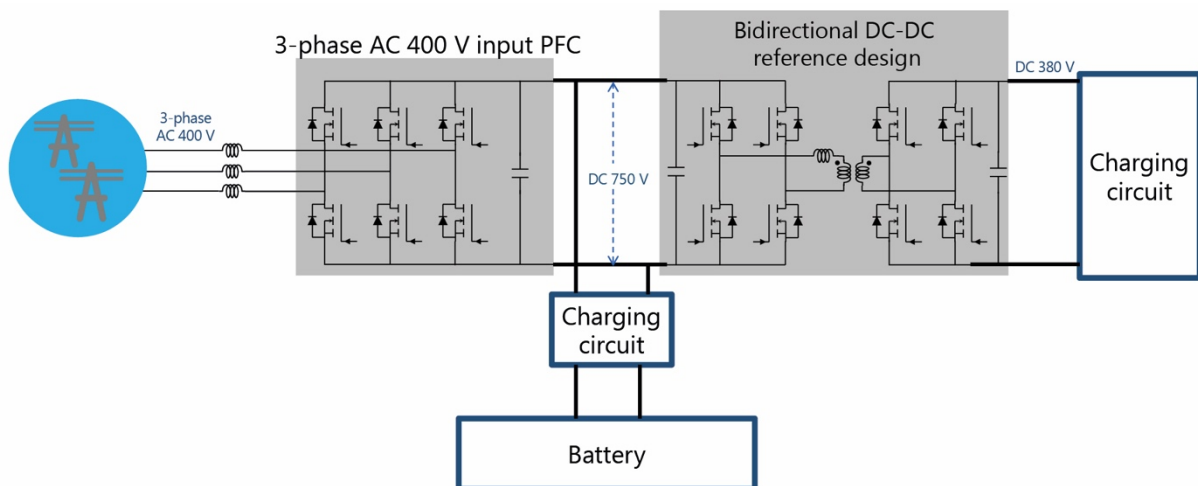 3-phase AC 400 V input PFC
Bidirectional DC-DC
reference design
DC 380 V
3-phase
AC 400 V
DC 750 V
Charging
circuit
Charging
circuit
Battery